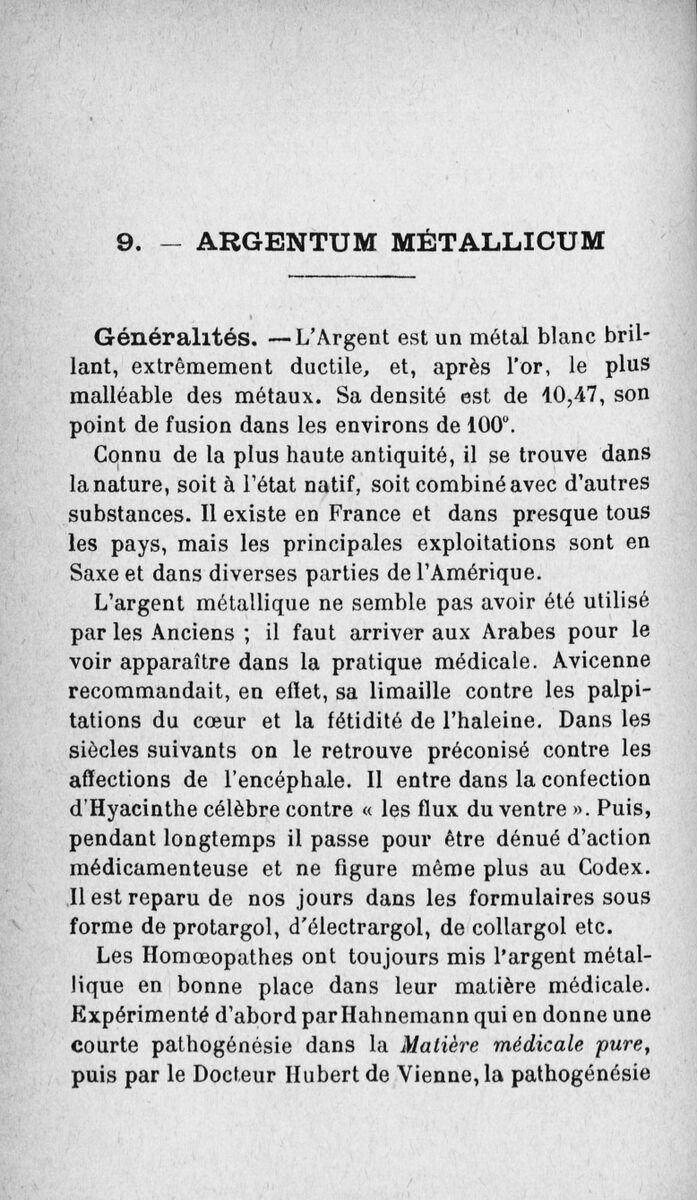 9. — ARGENTUM MÉTALLICUM
Généralités. — L'Argent est un métal blanc bril-
lant, extrêmement ductile, et, après l'or, le plus
malléable des métaux. Sa densité est de 10,47, son
point de fusion dans les environs de 100°.
Connu de la plus haute antiquité, il se trouve dans
la nature, soit à l'état natif, soit combiné avec d'autres
substances. Il existe en France et dans presque tous
les pays, mais les principales exploitations sont en
Saxe et dans diverses parties de l'Amérique.
L'argent métallique ne semble pas avoir été utilisé
par les Anciens ; il faut arriver aux Arabes pour le
voir apparaître dans la pratique médicale. Avicenne
recommandait, en effet, sa limaille contre les palpi-
tations du cœur et la fétidité de l'haleine. Dans les
siècles suivants on le retrouve préconisé contre les
affections de l'encéphale. Il entre dans la confection
d'Hyacinthe célèbre contre « les flux du ventre ». Puis,
pendant longtemps il passe pour être dénué d'action
médicamenteuse et ne figure même plus au Codex.
Il est reparu de nos jours dans les formulaires sous
forme de protargol, d'électrargol, de collargol etc.
Les Homœopathes ont toujours mis l'argent métal-
lique en bonne place dans leur matière médicale.
Expérimenté d'abord par Hahnemann qui en donne une
courte pathogénésie dans la Matière médicale pure,
puis par le Docteur Hubert de Vienne, la pathogénésie